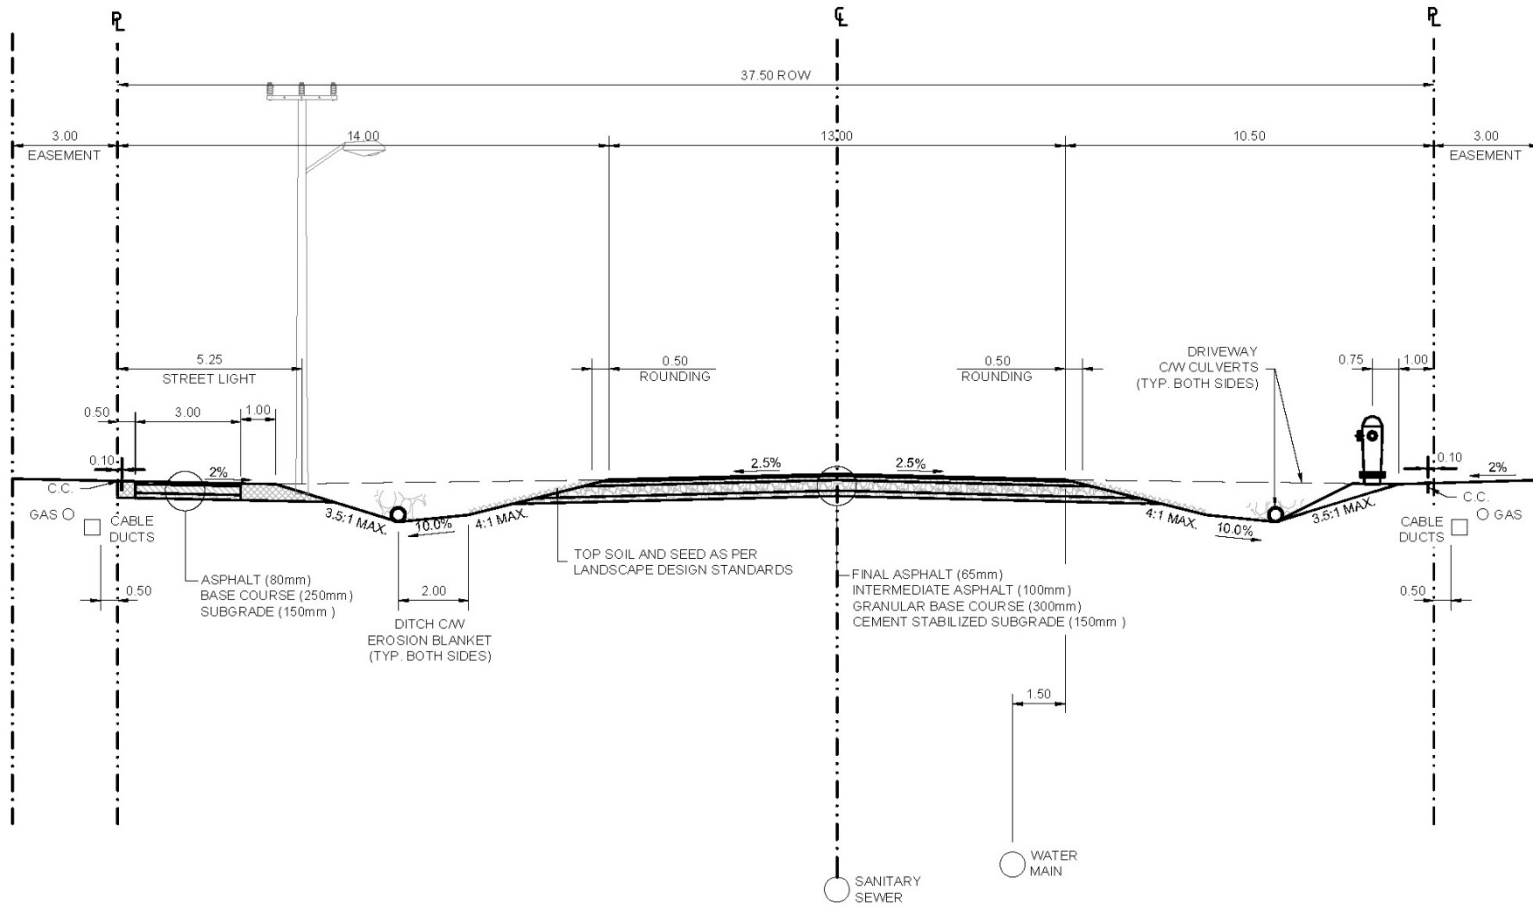 PL
CL
PL
37.50 ROW
3.00
EASEMENT
14.00
13.00
10.50
3.00
EASEMENT
5.25
STREET LIGHT
0.50
ROUNDING
0.50
ROUNDING
DRIVEWAY
C/W CULVERTS
(TYP. BOTH SIDES)
0.75
1.00
0.50
3.00
1.00
0.10
2%
2.5%
2.5%
0.10
2%
C.C.
GAS
CABLE
DUCTS
3.5:1 MAX.
10.0%
4:1 MAX.
4:1 MAX.
10.0%
3.5:1 MAX.
C.C.
GAS
CABLE
DUCTS
TOP SOIL AND SEED AS PER
LANDSCAPE DESIGN STANDARDS
ASPHALT (80mm)
BASE COURSE (250mm)
SUBGRADE (150mm )
0.50
2.00
DITCH C/W
EROSION BLANKET
(TYP. BOTH SIDES)
FINAL ASPHALT (65mm)
INTERMEDIATE ASPHALT (100mm)
GRANULAR BASE COURSE (300mm)
CEMENT STABILIZED SUBGRADE (150mm )
0.50
1.50
WATER
MAIN
SANITARY
SEWER